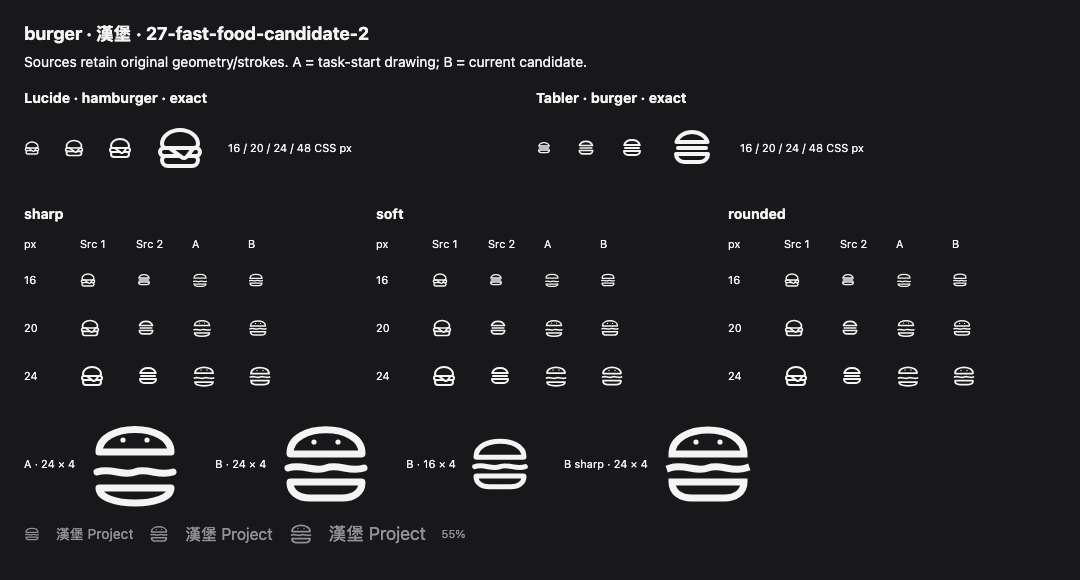 burger · 漢堡 · 27-fast-food-candidate-2
Sources retain original geometry/strokes. A = task-start drawing; B = current candidate.
Lucide · hamburger · exact
Tabler · burger · exact
16 / 20 / 24 / 48 CSS px
16 / 20 / 24 / 48 CSS px
sharp
soft
rounded
px Src 1 Src 2 A B
px Src 1 Src 2 A B
px Src 1 Src 2 A B
16
16
16
20
20
20
24
24
24
A · 24 × 4
B · 24 × 4
B · 16 × 4
B sharp · 24 × 4
漢堡 Project
漢堡 Project
漢堡 Project
55%